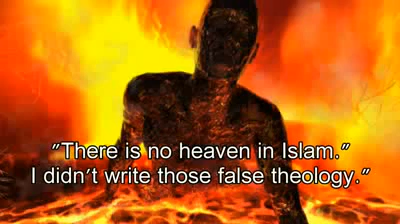 "There is no heaven in Islam."
I didn't write those false theology."